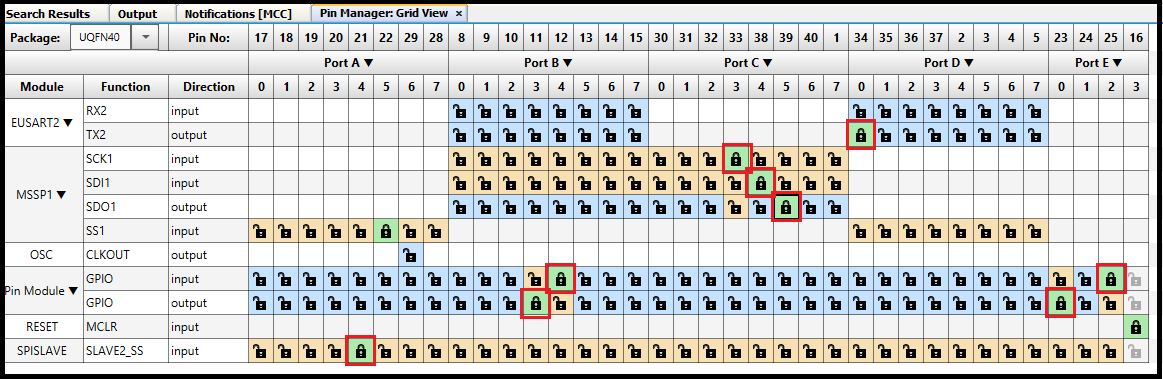 Search Results Output Notifications [MCC] Pin Manager: Grid View ×
Package: UQFN40 ▼ Pin No: 17 18 19 20 21 22 29 28 8 9 10 11 12 13 14 15 30 31 32 33 38 39 40 1 34 35 36 37 2 3 4 5 23 24 25 16
Port A ▼ Port B ▼ Port C ▼ Port D ▼ Port E ▼
Module Function Direction 0 1 2 3 4 5 6 7 0 1 2 3 4 5 6 7 0 1 2 3 4 5 6 7 0 1 2 3 4 5 6 7 0 1 2 3
EUSART2 ▼ RX2 input
TX2 output
MSSP1 ▼ SCK1 input
SDI1 input
SDO1 output
SS1 input
OSC CLKOUT output
Pin Module ▼ GPIO input
GPIO output
RESET MCLR input
SPISLAVE SLAVE2_SS input